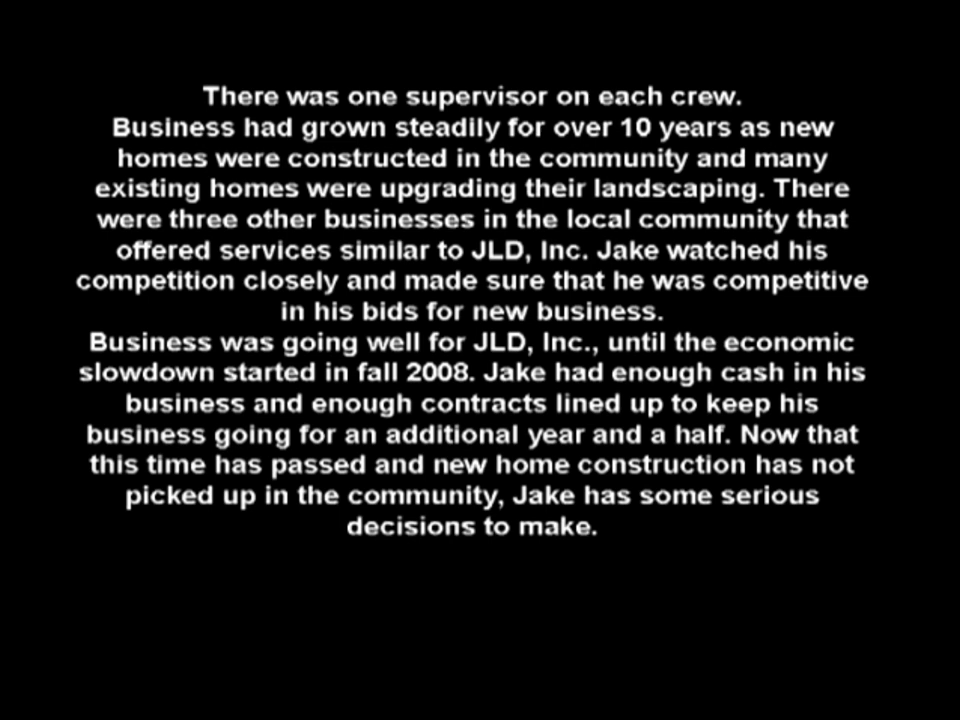 There was one supervisor on each crew.
Business had grown steadily for over 10 years as new
homes were constructed in the community and many
existing homes were upgrading their landscaping. There
were three other businesses in the local community that
offered services similar to JLD, Inc. Jake watched his
competition closely and made sure that he was competitive
in his bids for new business.
Business was going well for JLD, Inc., until the economic
slowdown started in fall 2008. Jake had enough cash in his
business and enough contracts lined up to keep his
business going for an additional year and a half. Now that
this time has passed and new home construction has not
picked up in the community, Jake has some serious
decisions to make.